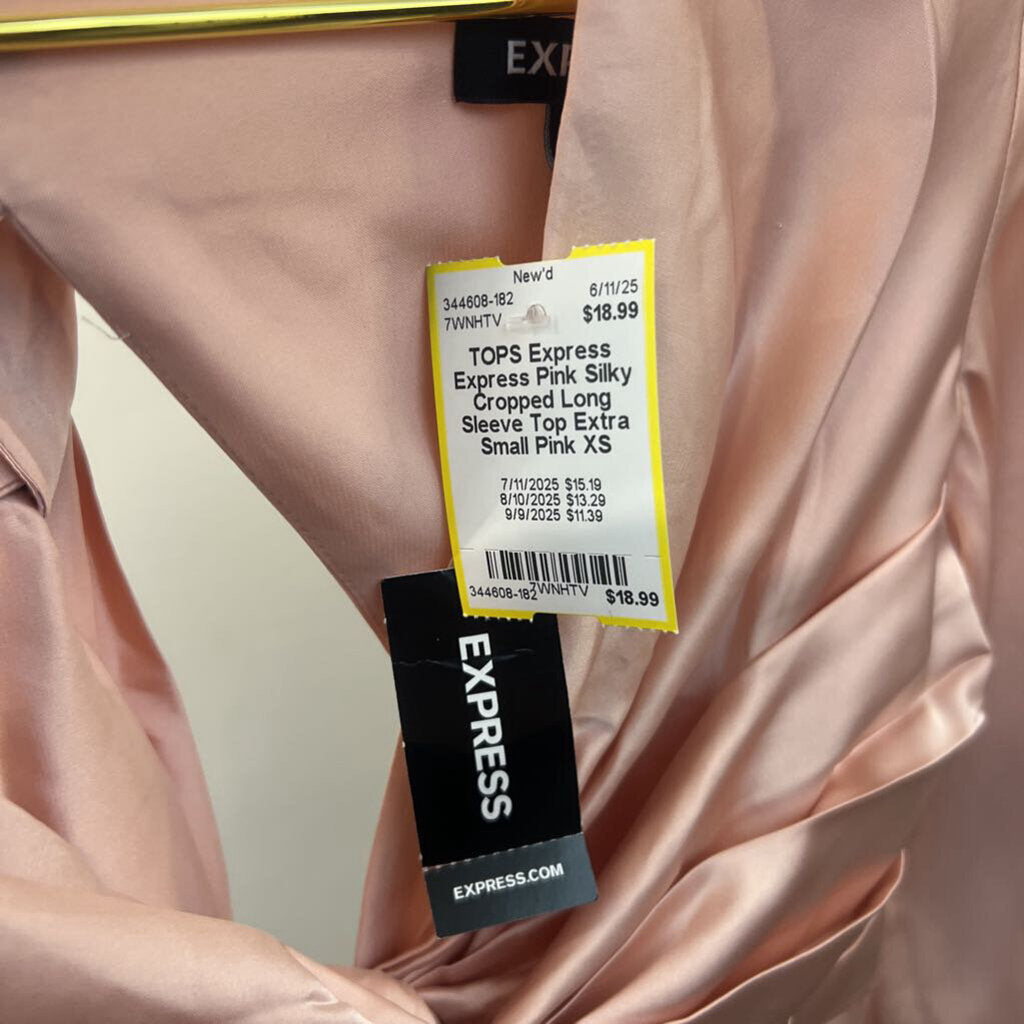 EXP
New'd
344608-182 6/11/25
7WNHTV $18.99
TOPS Express
Express Pink Silky
Cropped Long
Sleeve Top Extra
Small Pink XS
7/11/2025 $15.19
8/10/2025 $13.29
9/9/2025 $11.39
344608-182 7WNHTV $18.99
EXPRESS
EXPRESS.COM